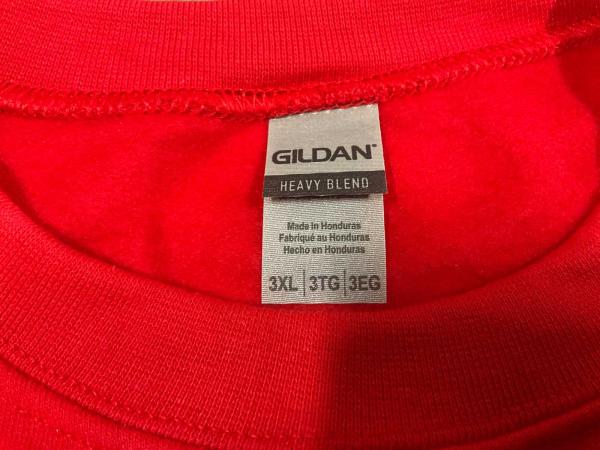 GILDAN
HEAVY BLEND
Made in Honduras
Fabriqué au Honduras
Hecho en Honduras
3XL | 3TG | 3EG